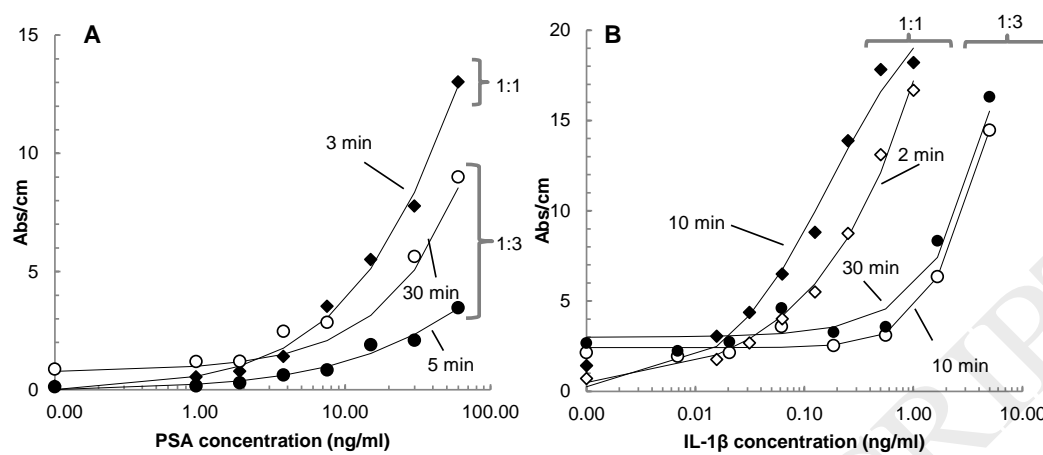 A
15
10
5
0
Abs/cm
0.00
1.00
10.00
100.00
PSA concentration (ng/ml)
3 min
30 min
5 min
1:1
1:3
B
20
15
10
5
0
Abs/cm
0.00
0.01
0.10
1.00
10.00
IL-1β concentration (ng/ml)
10 min
2 min
30 min
10 min
1:1
1:3
RIPT